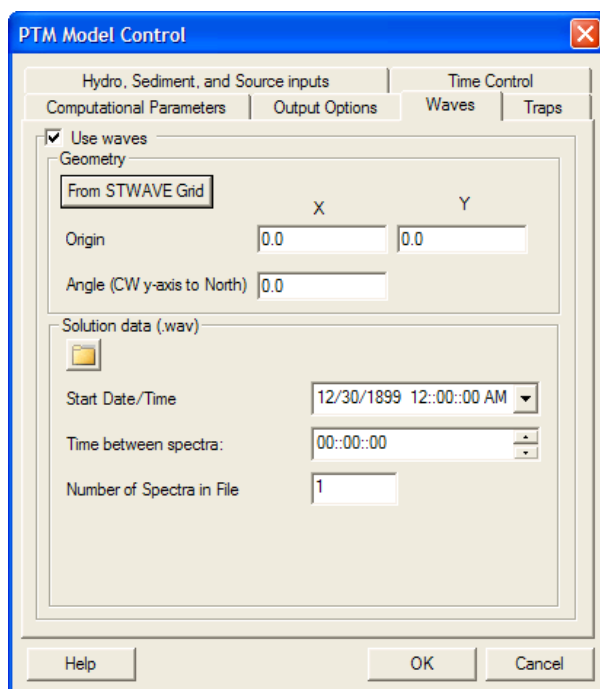 PTM Model Control
Hydro, Sediment, and Source inputs Time Control
Computational Parameters Output Options Waves Traps
Use waves
Geometry
From STWAVE Grid
X Y
Origin 0.0 0.0
Angle (CW y-axis to North) 0.0
Solution data (.wav)
Start Date/Time 12/30/1899 12::00::00 AM
Time between spectra: 00::00::00
Number of Spectra in File 1
Help OK Cancel